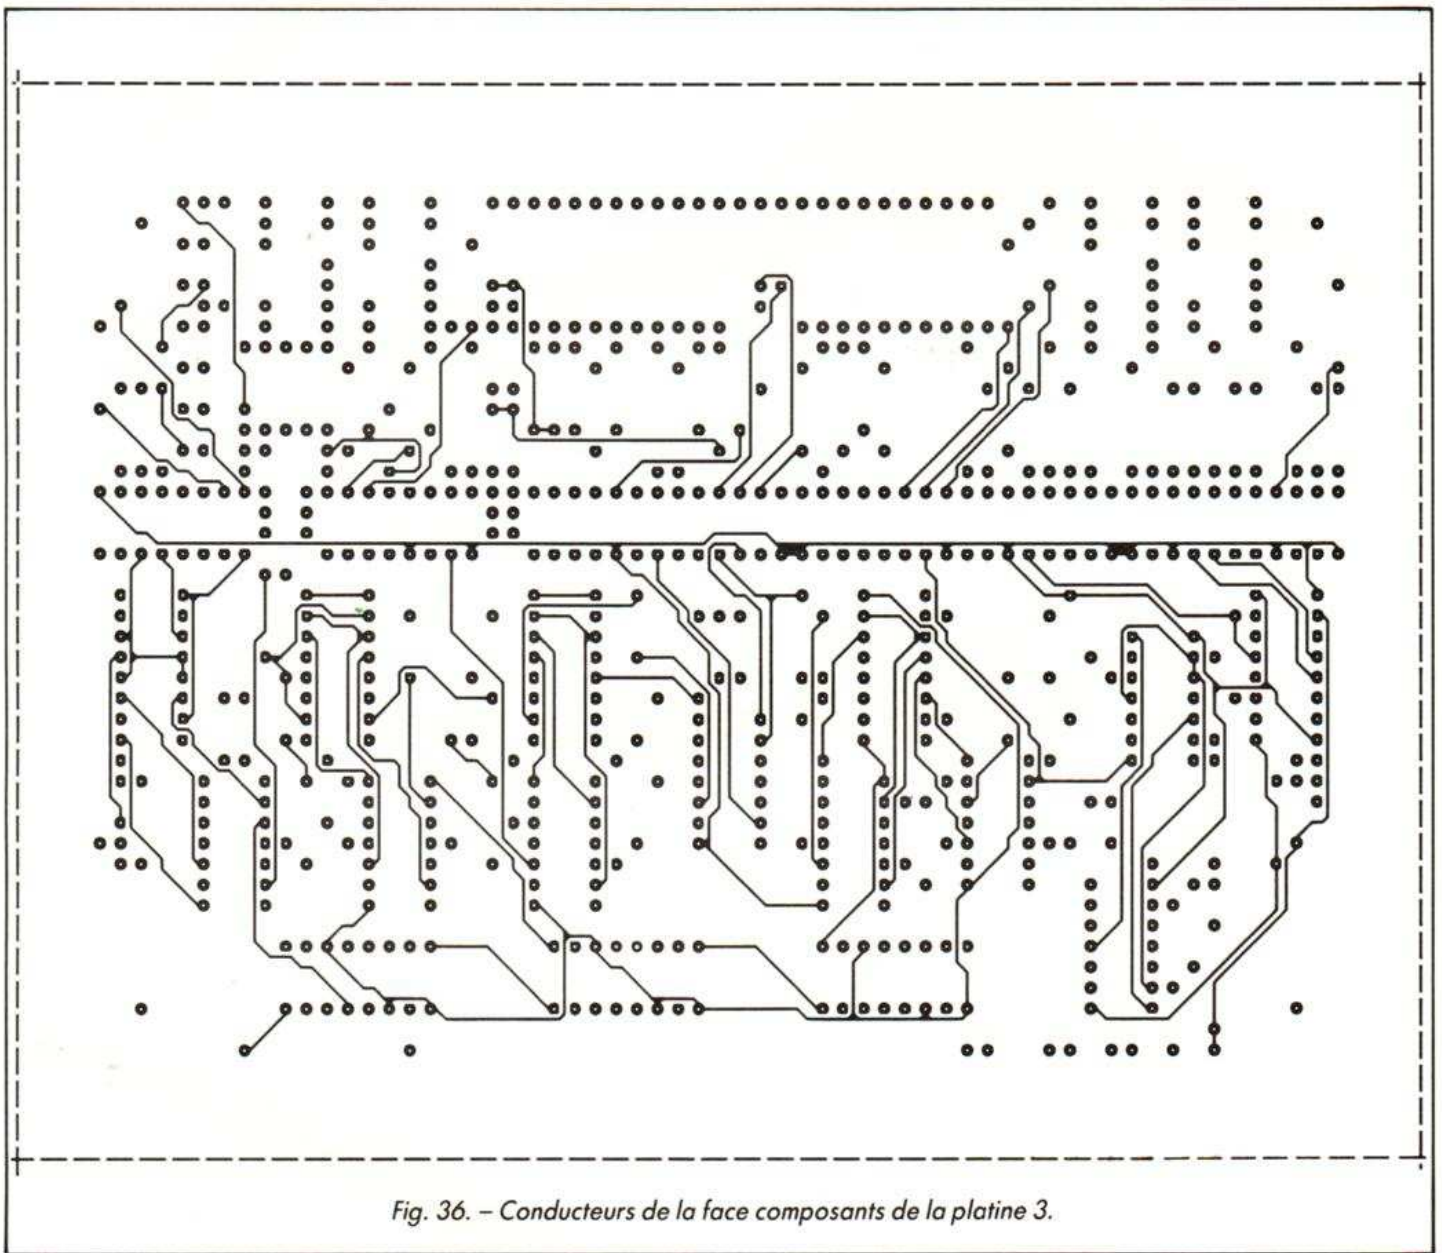 Fig. 36. – Conducteurs de la face composants de la platine 3.